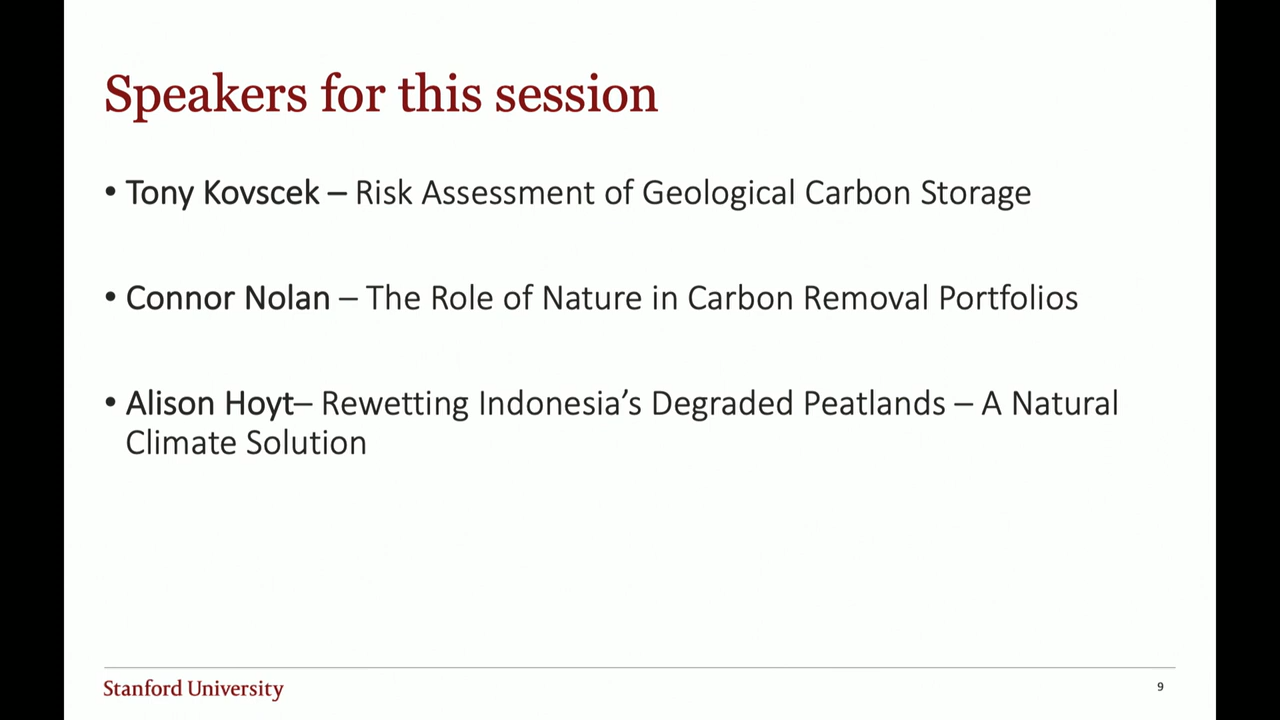 Speakers for this session
• Tony Kovscek – Risk Assessment of Geological Carbon Storage
• Connor Nolan – The Role of Nature in Carbon Removal Portfolios
• Alison Hoyt– Rewetting Indonesia’s Degraded Peatlands – A Natural
Climate Solution
Stanford University
9